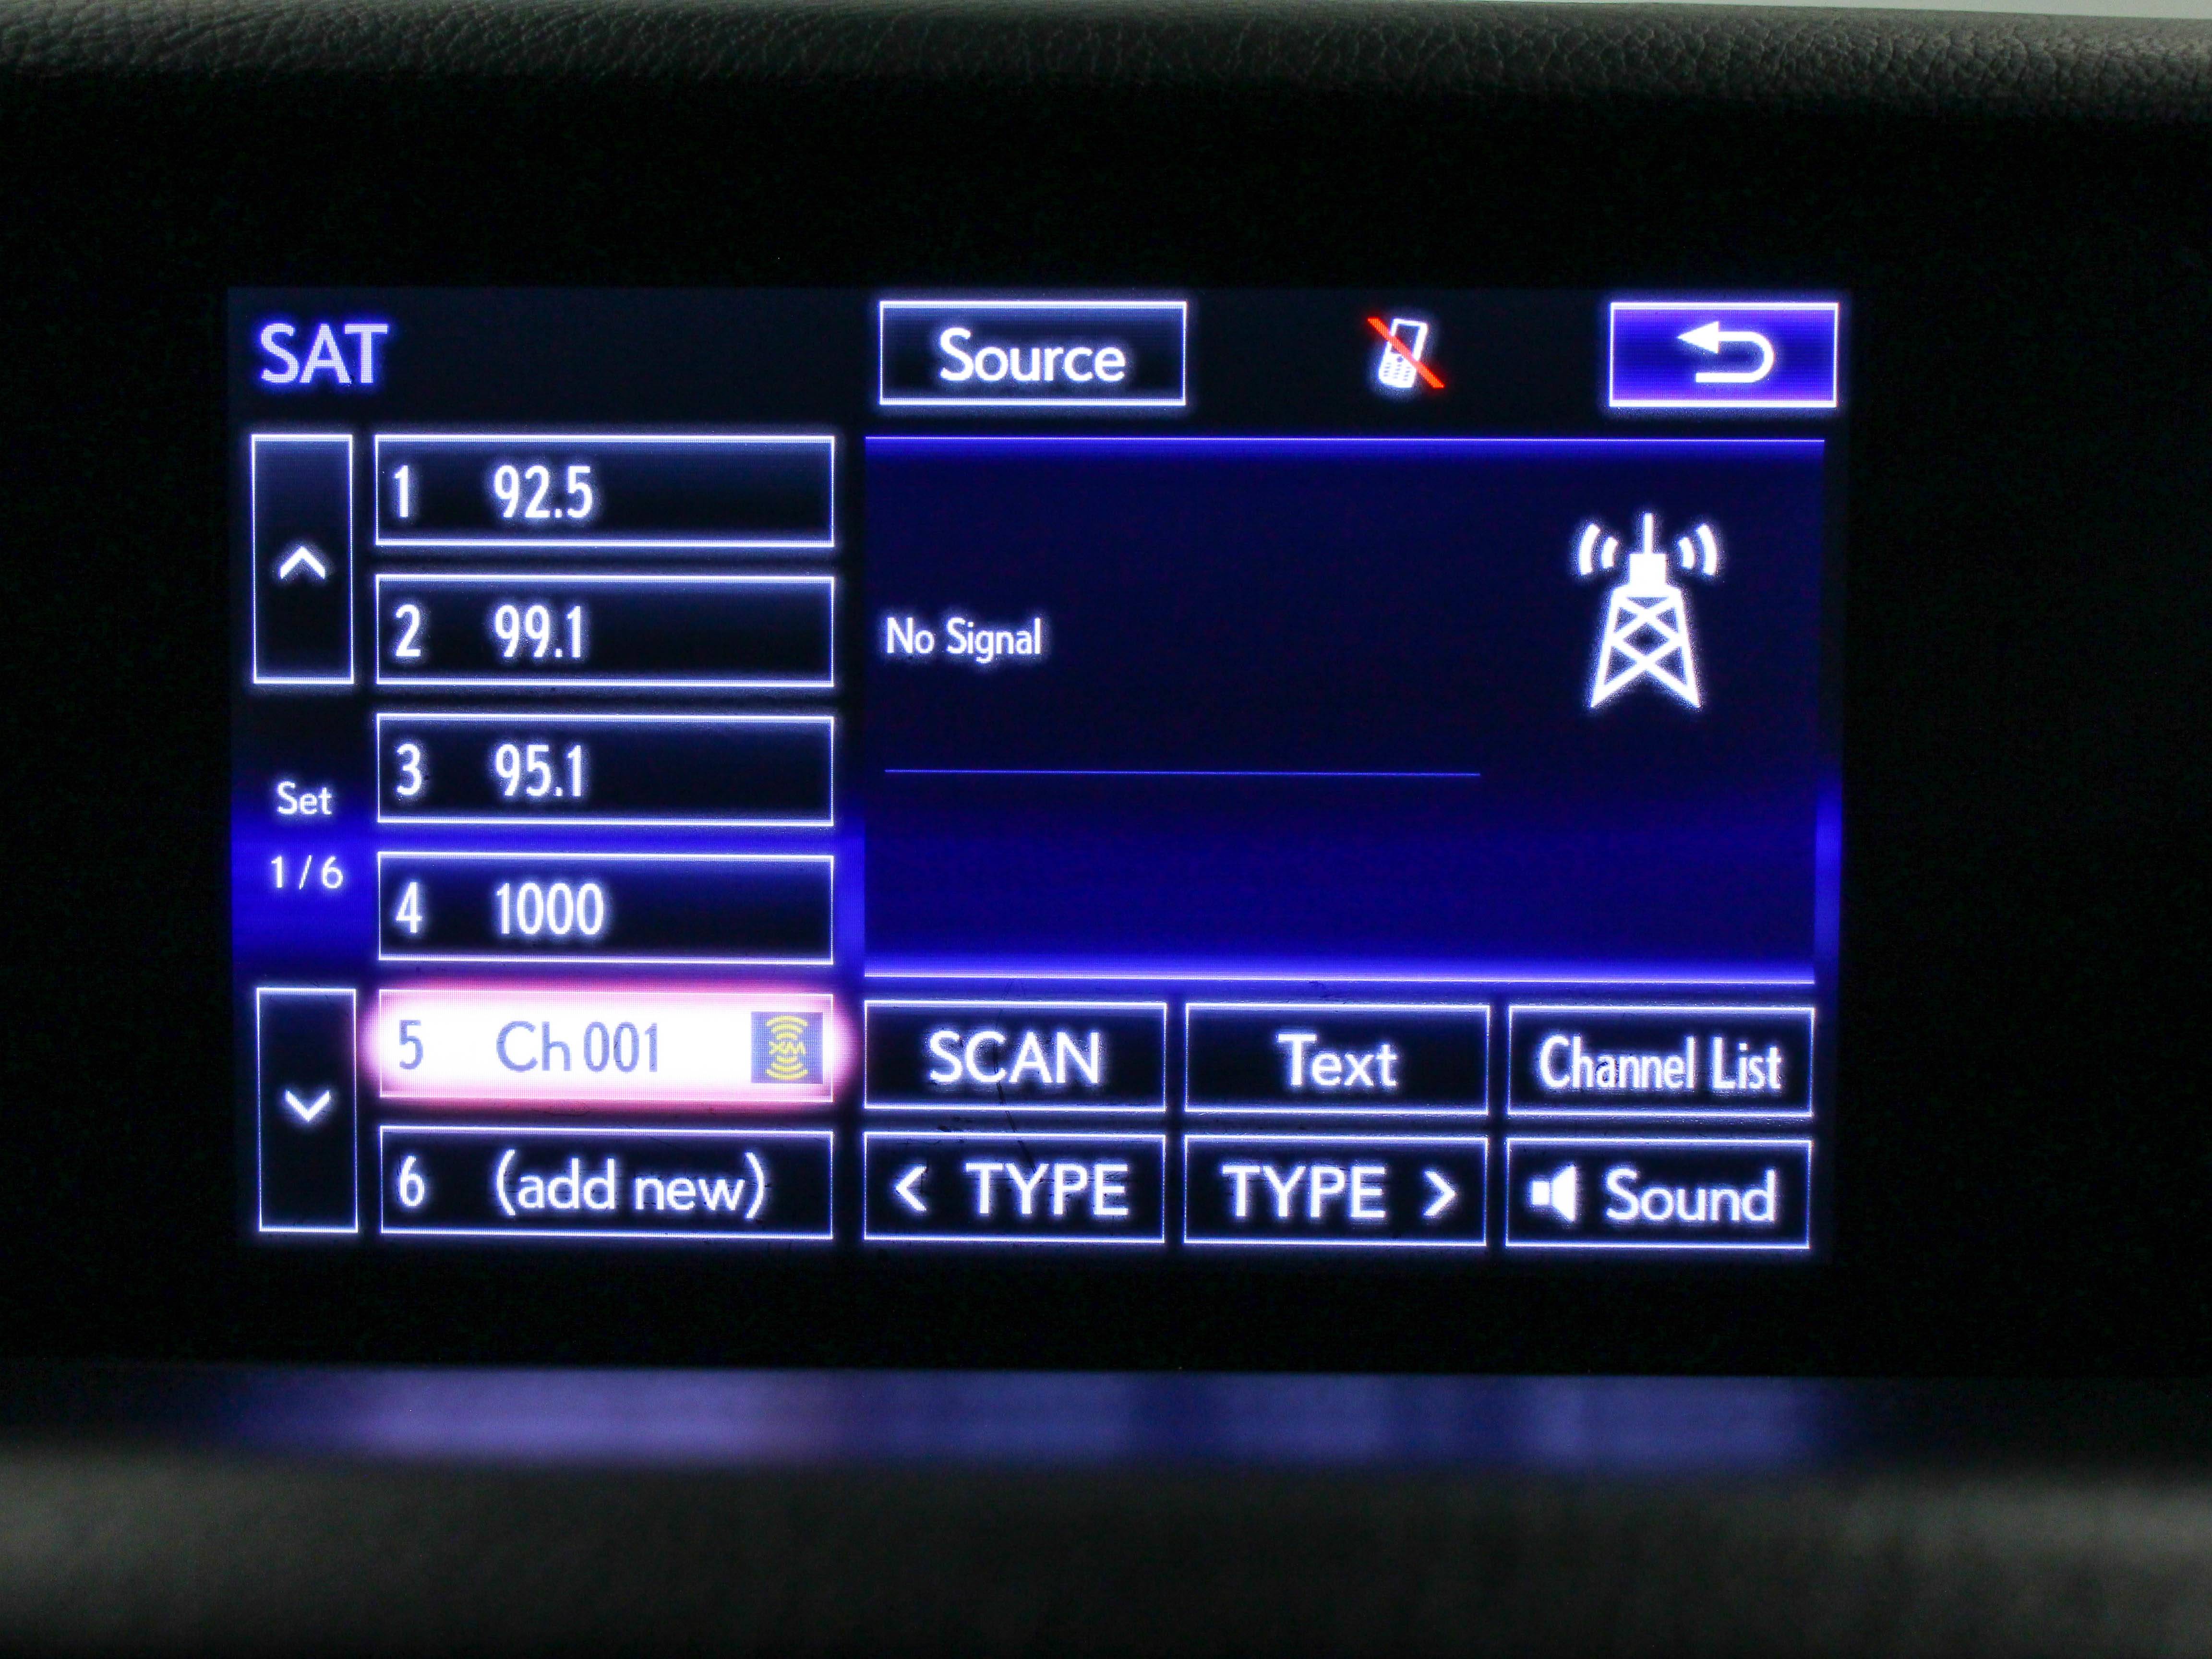 SAT
Source
1 92.5
2 99.1
3 95.1
4 1000
5 Ch 001 XM
6 (add new)
Set
1 / 6
No Signal
SCAN
Text
Channel List
< TYPE
TYPE >
Sound